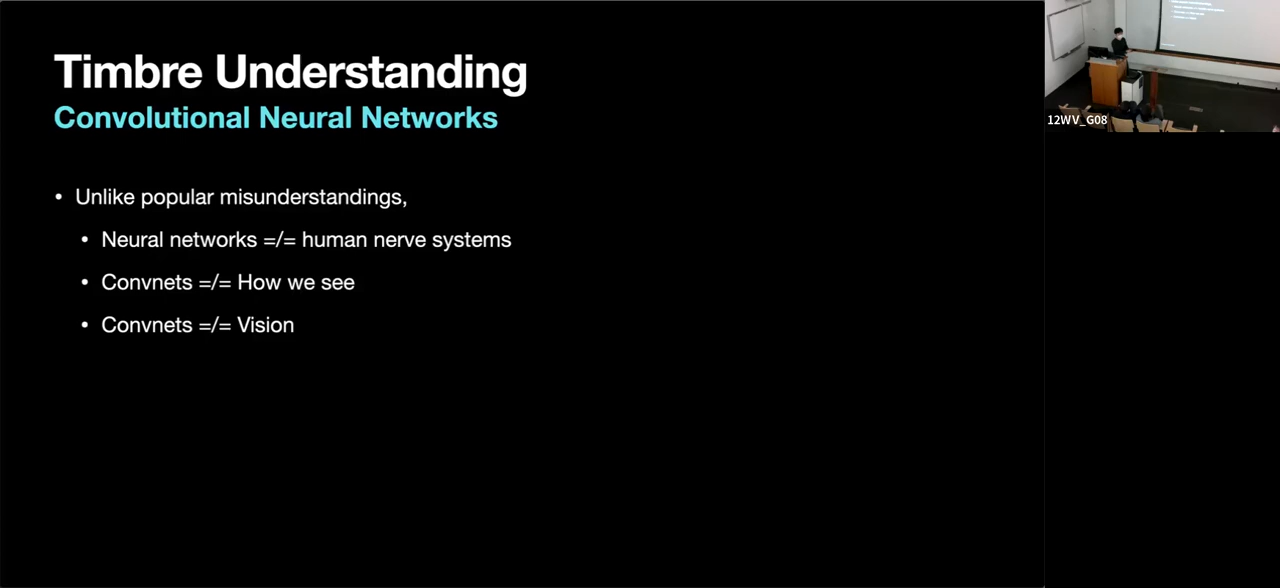 Timbre Understanding
Convolutional Neural Networks
• Unlike popular misunderstandings,
• Neural networks =/= human nerve systems
• Convnets =/= How we see
• Convnets =/= Vision
12WV_G08